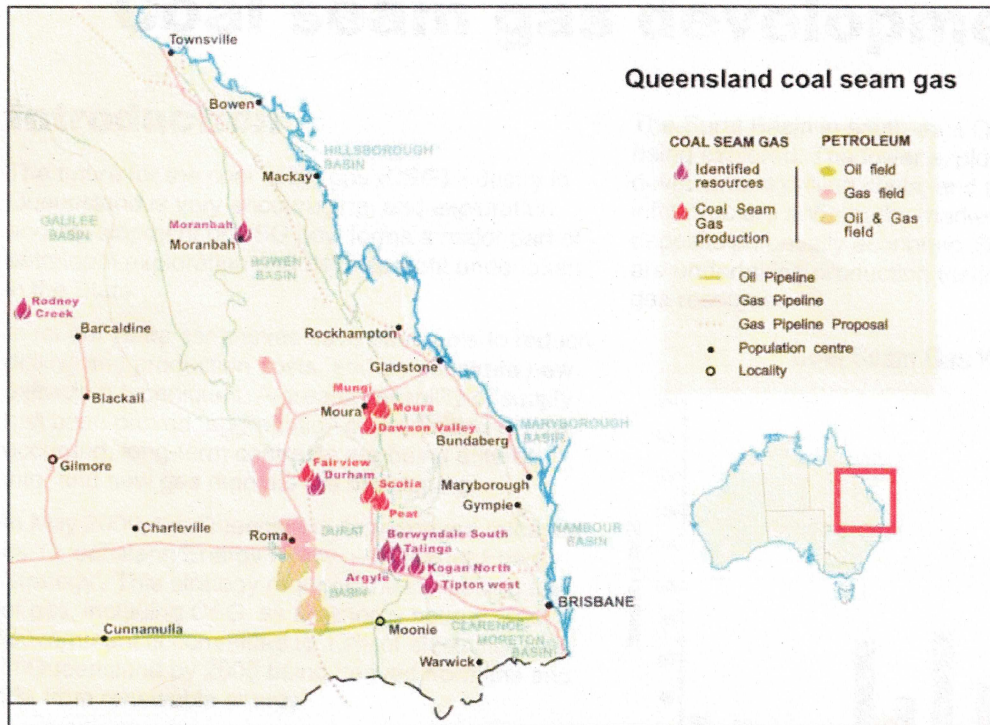 Townsville
Bowen
HILLSBOROUGH
BASIN
Mackay
GALILEE
BASIN
Moranbah
Moranbah
BOWEN
BASIN
Rodney
Creek
Barcaldine
Rockhampton
Gladstone
Mungi
Blackall
Moura
Moura
Dawson Valley
MARYBOROUGH
BASIN
Bundaberg
Gilmore
Fairview
Durham
Scotia
Maryborough
Peat
Gympie
Charleville
Roma
SURAT
BASIN
NAMBOUR
BASIN
Berwyndale South
Talinga
Argyle
Kogan North
Tipton west
BRISBANE
Cunnamulla
Moonie
CLARENCE-
MORETON
BASIN
Warwick
Queensland coal seam gas
COAL SEAM GAS
Identified
resources
Coal Seam
Gas
production
PETROLEUM
Oil field
Gas field
Oil & Gas
field
Oil Pipeline
Gas Pipeline
Gas Pipeline Proposal
Population centre
Locality